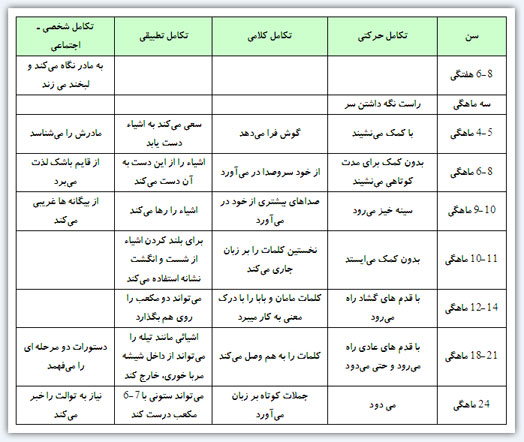 سن
تکامل حرکتی
تکامل کلامی
تکامل تطبیقی
تکامل شخصی ـ
اجتماعی
6-8 هفتگی
به مادر نگاه می‌کند و
لبخند می زند
سه ماهگی
راست نگه داشتن سر
4-5 ماهگی
با کمک می‌نشیند
گوش فرا می‌دهد
سعی می‌کند به اشیاء
دست یابد
مادرش را می‌شناسد
6-8 ماهگی
بدون کمک برای مدت
کوتاهی می‌نشیند
از خود سروصدا در می‌آورد
اشیاء را از این دست به
آن دست می‌کند
از قایم باشک لذت
می‌برد
9-10 ماهگی
سینه خیز می‌رود
صداهای بیشتری از خود در
می‌آورد
اشیاء را رها می‌کند
از بیگانه ها غریبی
می‌کند
10-11 ماهگی
بدون کمک می‌ایستد
نخستین کلمات را بر زبان
جاری می‌کند
برای بلند کردن اشیاء
از شست و انگشت
نشانه استفاده می‌کند
12-14 ماهگی
با قدم های گشاد راه
می‌رود
کلمات مامان و بابا را با درک
معنی به کار میبرد
می‌تواند دو مکعب را
روی هم بگذارد
18-21 ماهگی
با قدم های عادی راه
می‌رود و حتی می‌دود
کلمات را به هم وصل می‌کند
اشیائی مانند تیله را
می‌تواند از داخل شیشه
مربا خوری، خارج کند
دستورات دو مرحله ای
را می‌فهمد
24 ماهگی
می دود
جملات کوتاه بر زبان
می‌آورد
می‌تواند ستونی با 7-6
مکعب درست کند
نیاز به توالت را خبر
می‌کند